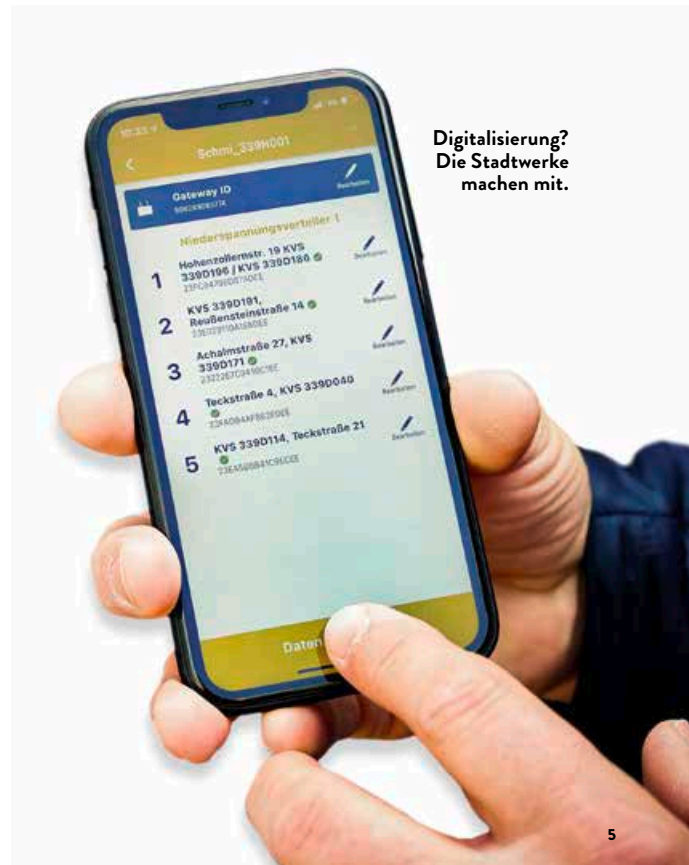 Digitalisierung?
Die Stadtwerke
machen mit.
Schmi_339N001
Gateway ID
Bearbeiten
Niederspannungsverteiler 1
1
Hohenzollernstr. 19 KVS
339D196 / KVS 339D186
Bearbeiten
2
KVS 339D191,
Reußensteinstraße 14
Bearbeiten
3
Achalmstraße 27, KVS
339D171
Bearbeiten
4
Teckstraße 4, KVS 339D040
Bearbeiten
5
KVS 339D114, Teckstraße 21
Bearbeiten
Daten
5